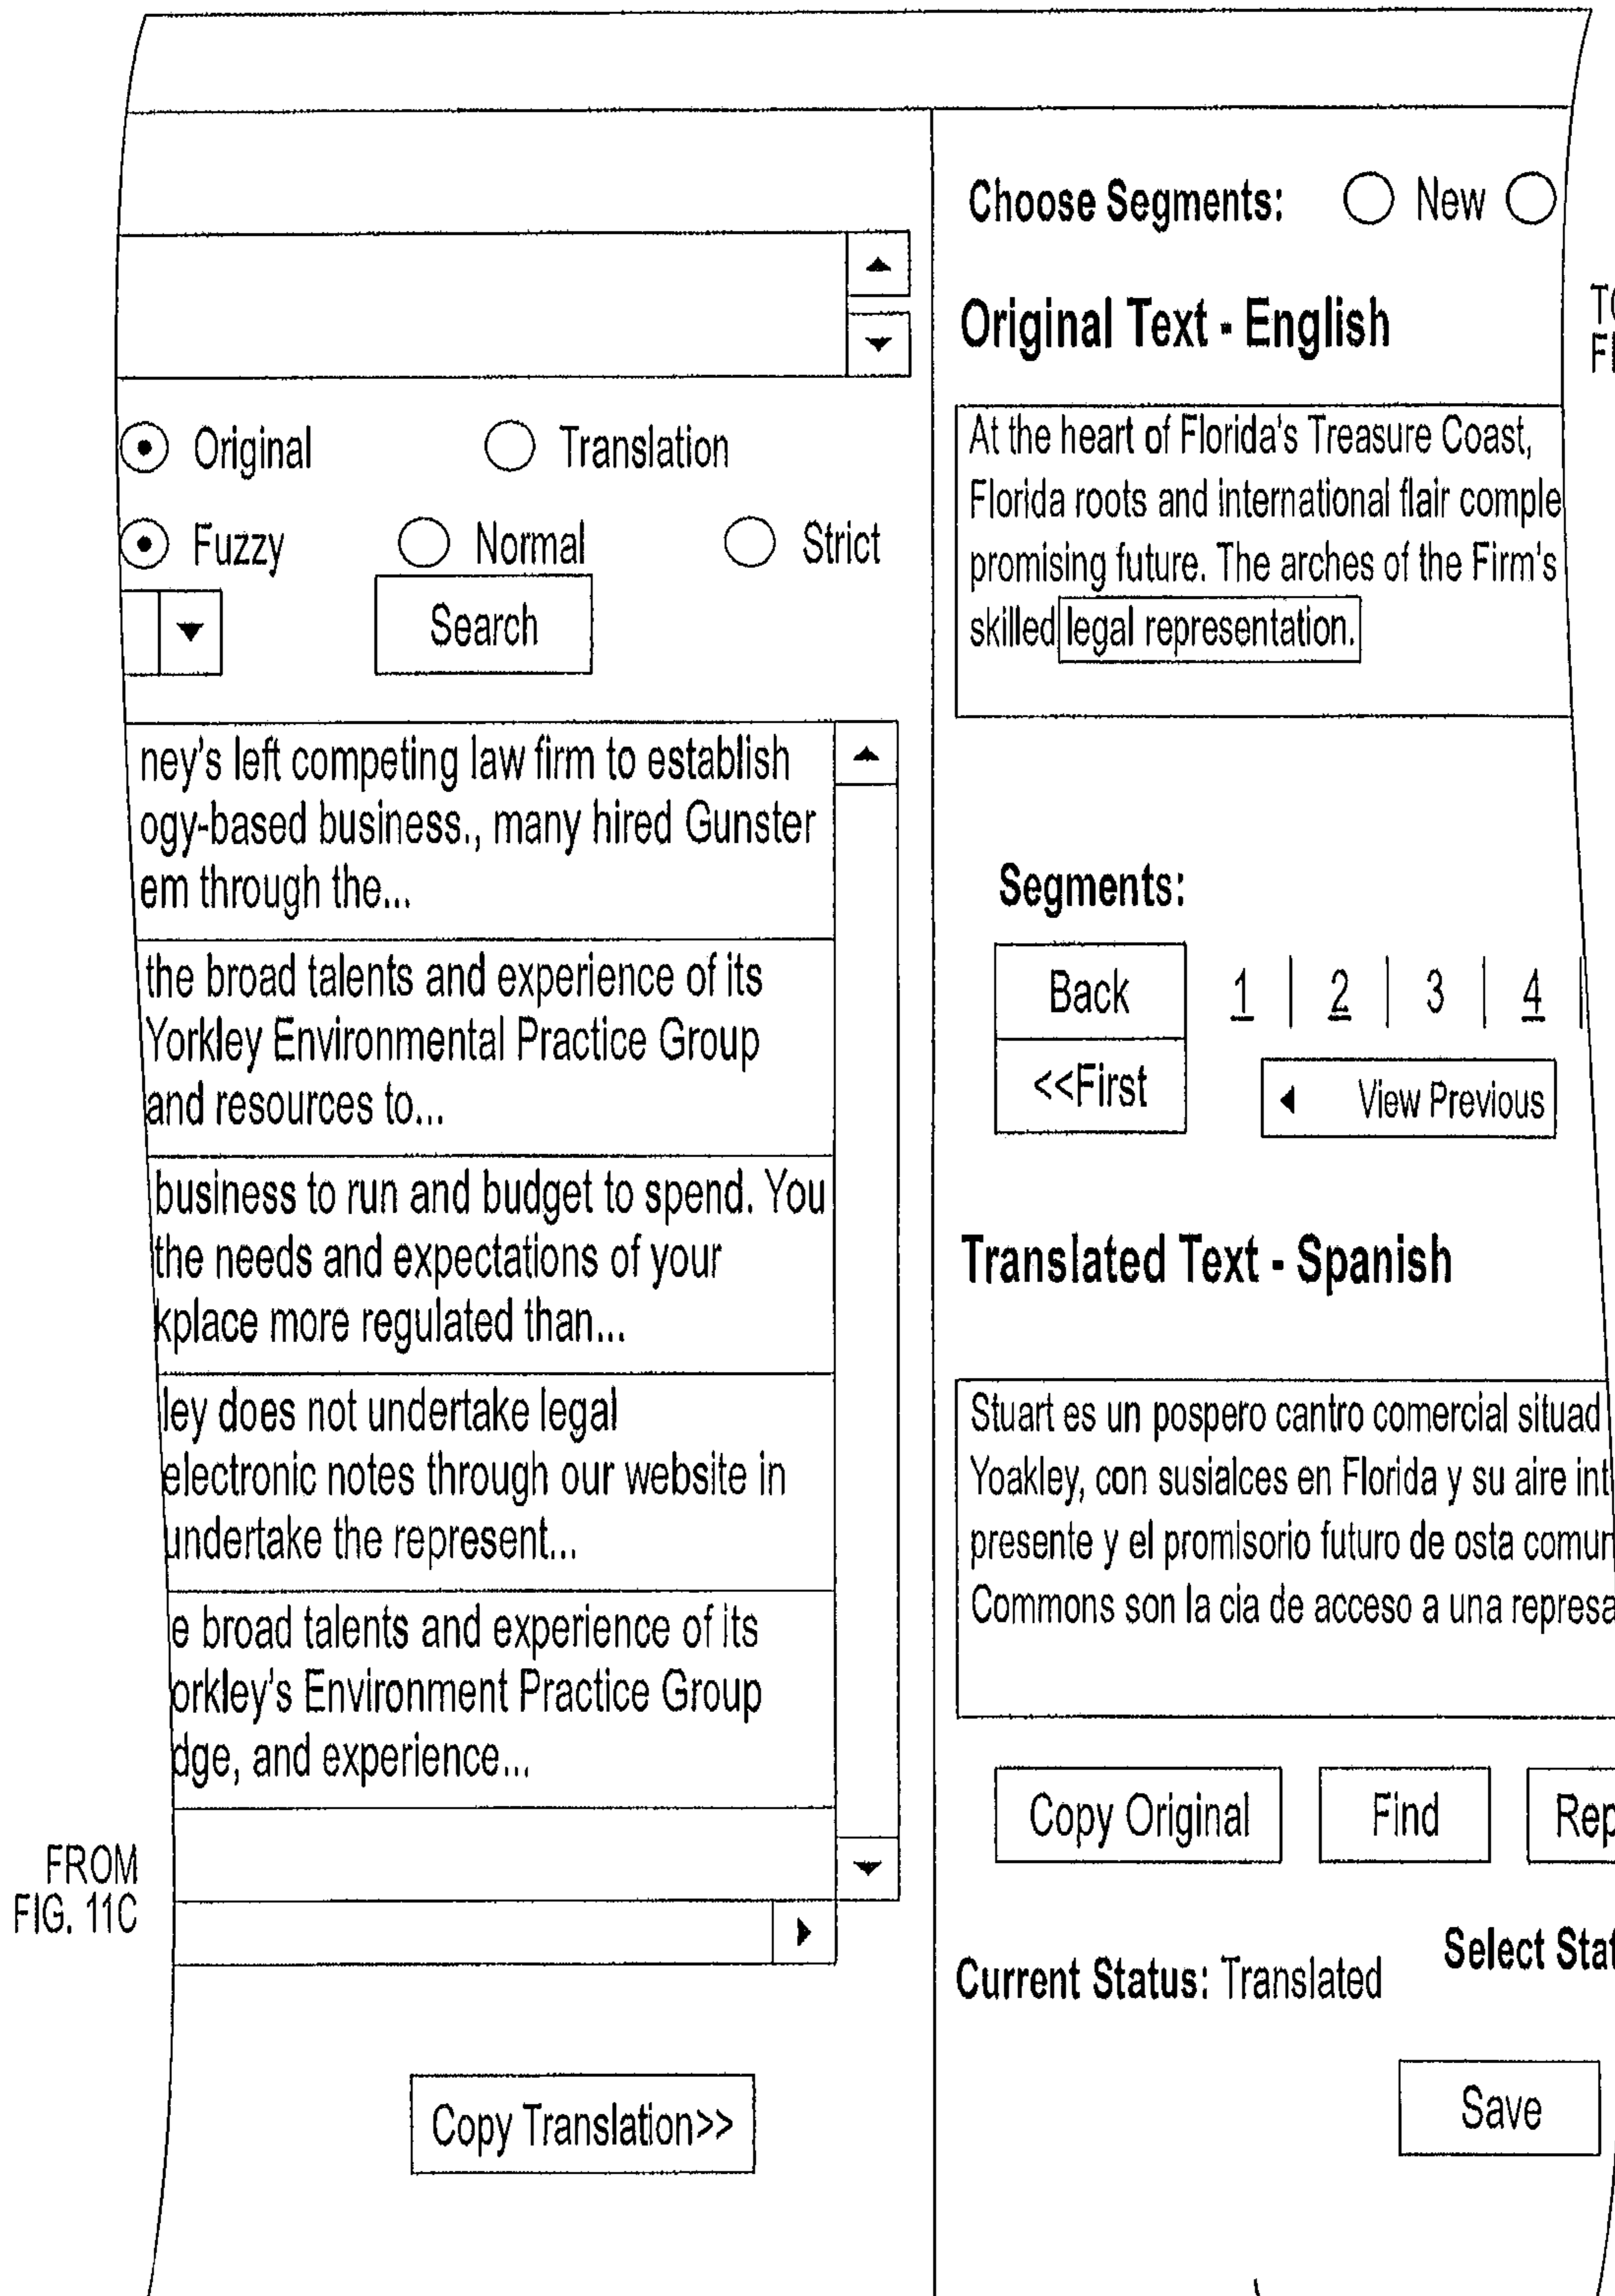 Original
Translation
Fuzzy
Normal
Strict
Search
ney's left competing law firm to establish
ogy-based business., many hired Gunster
em through the...
the broad talents and experience of its
Yorkley Environmental Practice Group
and resources to...
business to run and budget to spend. You
the needs and expectations of your
kplace more regulated than...
ley does not undertake legal
electronic notes through our website in
undertake the represent...
e broad talents and experience of its
orkley's Environment Practice Group
dge, and experience...
FROM
FIG. 11C
Copy Translation>>
Choose Segments: New
Original Text - English
At the heart of Florida's Treasure Coast,
Florida roots and international flair comple
promising future. The arches of the Firm's
skilled legal representation.
Segments:
Back
1 | 2 | 3 | 4 |
<<First
View Previous
Translated Text - Spanish
Stuart es un pospero cantro comercial situad
Yoakley, con susialces en Florida y su aire int
presente y el promisorio futuro de osta comun
Commons son la cia de acceso a una represa
Copy Original
Find
Rep
Current Status: Translated
Select Stat
Save